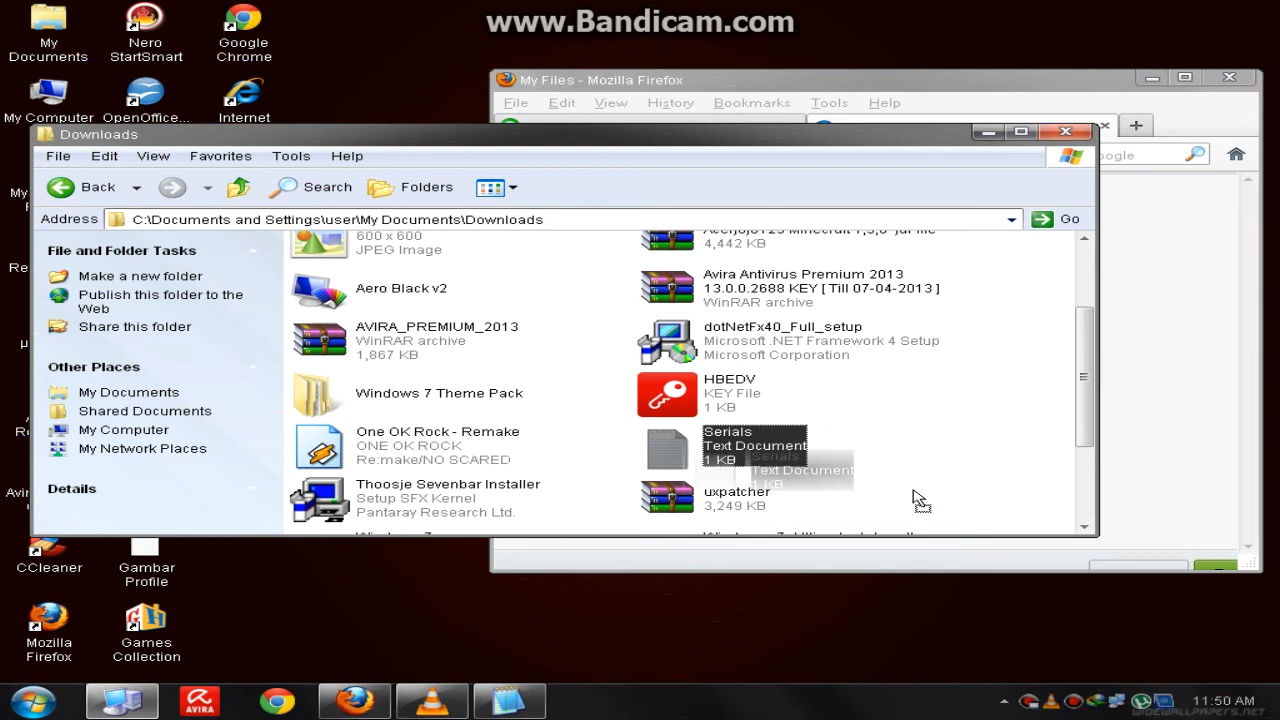 www.Bandicam.com
My Documents
Nero StartSmart
Google Chrome
My Computer
OpenOffice...
Internet
My Files - Mozilla Firefox
File Edit View History Bookmarks Tools Help
Downloads
File Edit View Favorites Tools Help
Back
Search
Folders
Address
C:\Documents and Settings\user\My Documents\Downloads
Go
File and Folder Tasks
Make a new folder
Publish this folder to the Web
Share this folder
Other Places
My Documents
Shared Documents
My Computer
My Network Places
Details
600 x 600
JPEG Image
4,442 KB
Aero Black v2
Avira Antivirus Premium 2013
13.0.0.2688 KEY [ Till 07-04-2013 ]
WinRAR archive
AVIRA_PREMIUM_2013
WinRAR archive
1,867 KB
dotNetFx40_Full_setup
Microsoft .NET Framework 4 Setup
Microsoft Corporation
Windows 7 Theme Pack
HBEDV
KEY File
1 KB
One OK Rock - Remake
ONE OK ROCK
Re:make/NO SCARED
Serials
Text Document
1 KB
Serials
Text Document
1 KB
Thoosje Sevenbar Installer
Setup SFX Kernel
Pantaray Research Ltd.
uxpatcher
3,249 KB
CCleaner
Gambar Profile
Mozilla Firefox
Games Collection
AVIRA
11:50 AM